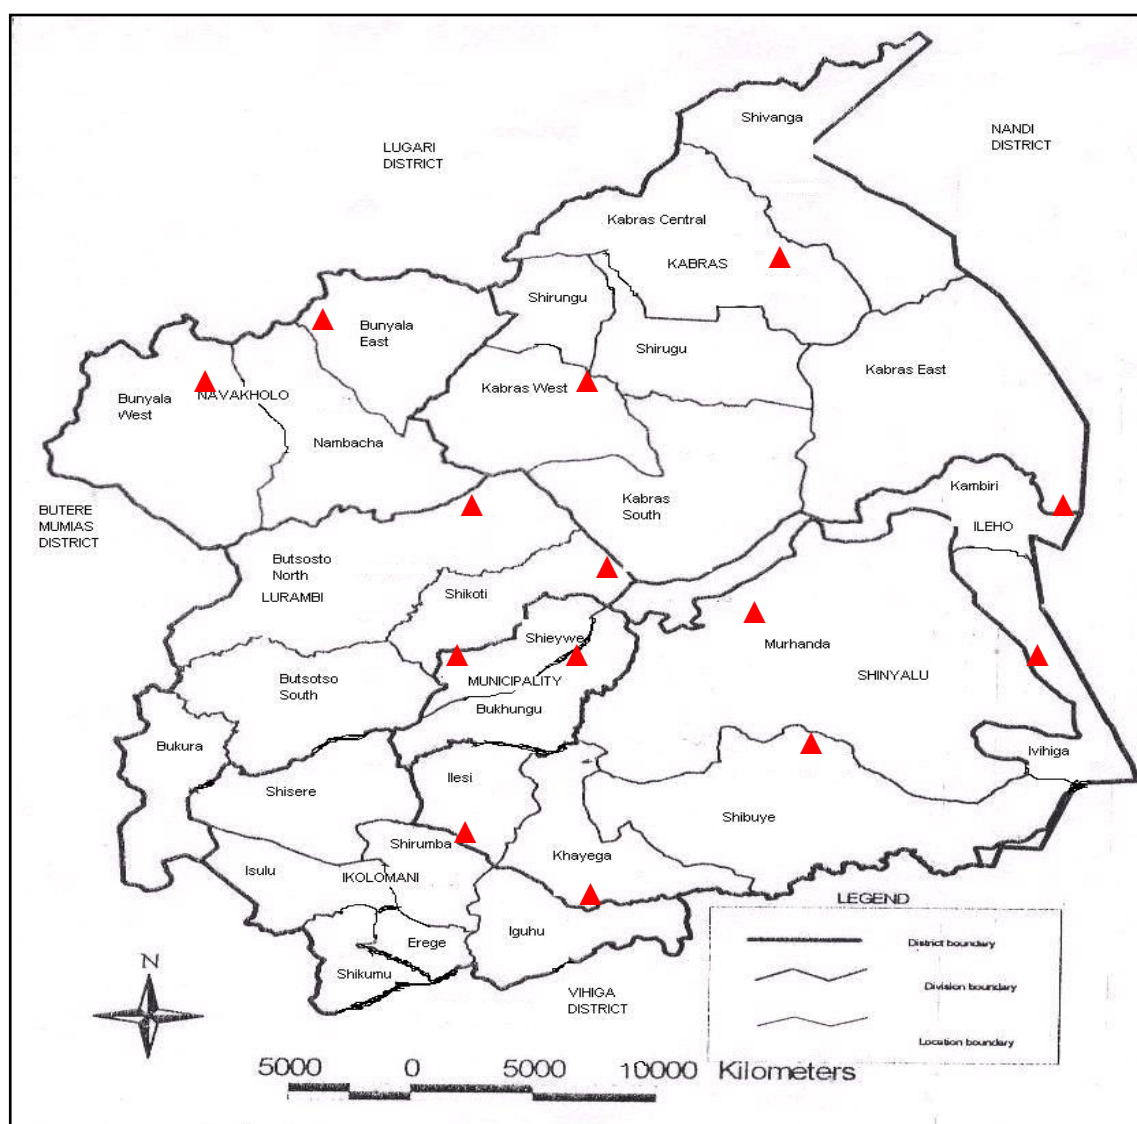 Shivanga
NANDI
DISTRICT
LUGARI
DISTRICT
Kabras Central
KABRAS
Shirungu
Bunyala
East
Shirugu
Kabras East
Kabras West
Bunyala
West
NAVAKHOLO
Nambacha
Kambiri
Kabras
South
BUTERE
MUMIAS
DISTRICT
ILEHO
Butsosto
North
LURAMBI
Shikoti
Shieywe
Murhanda
SHINYALU
Butsotso
South
MUNICIPALITY
Bukhungu
Bukura
Ivihiga
Ilesi
Shisere
Shibuye
Shirumba
Khayega
Isulu
IKOLOMANI
LEGEND
Iguhu
Erege
District boundary
N
Shikumu
Division boundary
VIHIGA
DISTRICT
Location boundary
5000 0 5000 10000 Kilometers